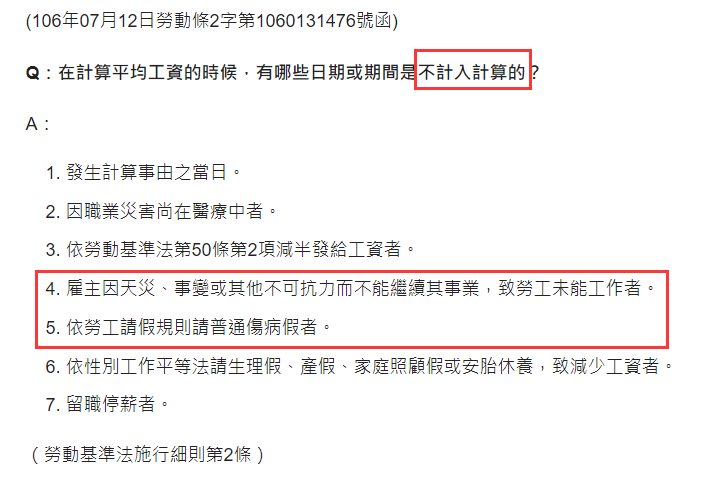 (106年07月12日勞動條2字第1060131476號函)
Q：在計算平均工資的時候，有哪些日期或期間是不計入計算的？
A：
1. 發生計算事由之當日。
2. 因職業災害尚在醫療中者。
3. 依勞動基準法第50條第2項減半發給工資者。
4. 雇主因天災、事變或其他不可抗力而不能繼續其事業，致勞工未能工作者。
5. 依勞工請假規則請普通傷病假者。
6. 依性別工作平等法請生理假、產假、家庭照顧假或安胎休養，致減少工資者。
7. 留職停薪者。
（勞動基準法施行細則第2條）